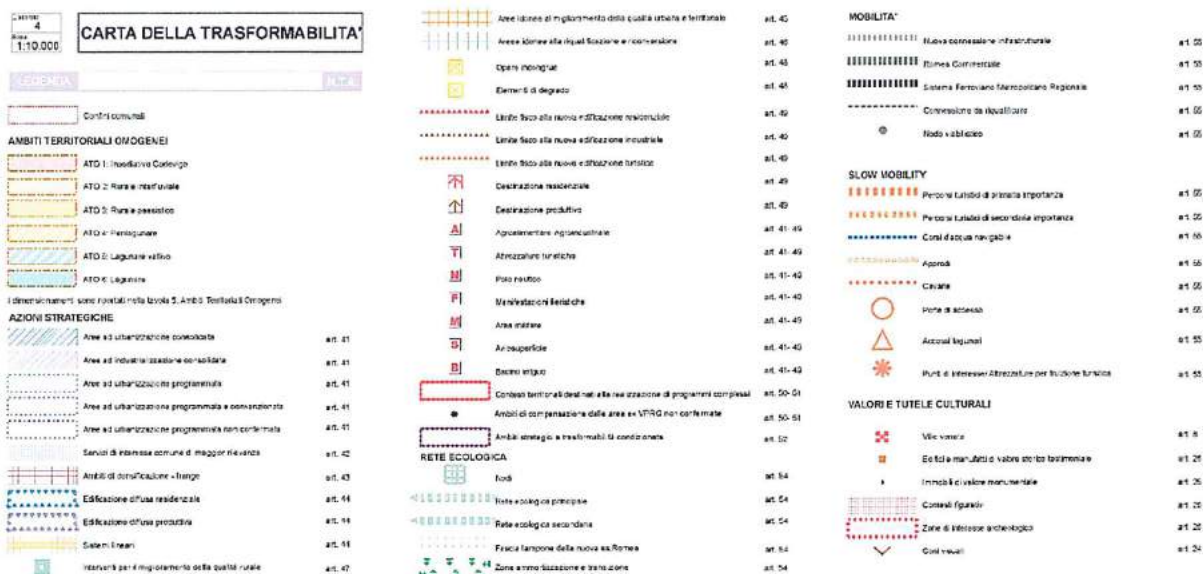 4
1:10.000
CARTA DELLA TRASFORMABILITA'
LEGENDA N.T.A.
Confini comunali
AMBITI TERRITORIALI OMOGENEI
ATO 1: Insediativo Codevigo
ATO 2: Rurale interfluviale
ATO 3: Rurale paesistico
ATO 4: Perilagunare
ATO 5: Lagunare vallivo
ATO 6: Lagunare
I dimensionamenti sono riportati nella tavola 5. Ambiti Territoriali Omogenei
AZIONI STRATEGICHE
Aree ad urbanizzazione consolidata art. 41
Aree ad industrializzazione consolidata art. 41
Aree ad urbanizzazione programmata art. 41
Aree ad urbanizzazione programmata e convenzionata art. 41
Aree ad urbanizzazione programmata non confermata art. 41
Servizi di interesse comune di maggior rilevanza art. 42
Ambiti di densificazione - frange art. 43
Edificazione diffusa residenziale art. 44
Edificazione diffusa produttiva art. 44
Sistemi lineari art. 44
Interventi per il miglioramento della qualità rurale art. 47
Aree idonee al miglioramento della qualità urbana e territoriale art. 45
Aree idonee alla riqualificazione e riconversione art. 46
Opere incongrue art. 48
Elementi di degrado art. 48
Limite fisico alla nuova edificazione residenziale art. 49
Limite fisico alla nuova edificazione industriale art. 49
Limite fisico alla nuova edificazione turistica art. 49
Destinazione residenziale art. 49
Destinazione produttivo art. 49
A Agroalimentare Agroindustriale art. 41-49
T Attrezzature turistiche art. 41-49
N Polo nautico art. 41-49
F Manifestazioni fieristiche art. 41-49
M Area militare art. 41-49
S Aviosuperficie art. 41-49
B Bacino irriguo art. 41-49
Contesti territoriali destinati alla realizzazione di programmi complessi art. 50-51
Ambiti di compensazione dalle aree ex VPRG non confermate art. 50-51
Ambiti strategici a trasformabilità condizionata art. 52
RETE ECOLOGICA
Nodi art. 54
Rete ecologica principale art. 54
Rete ecologica secondaria art. 54
Fascia tampone della nuova ss.Romea art. 54
Zone ammortizzazione e transizione art. 54
MOBILITA'
Nuova connessione infrastrutturale art. 55
Romea Commerciale art. 55
Sistema Ferroviario Metropolitano Regionale art. 55
Connessione da riqualificare art. 55
Nodo viabilistico art. 55
SLOW MOBILITY
Percorsi turistici di primaria importanza art. 55
Percorsi turistici di secondaria importanza art. 55
Corsi d'acqua navigabile art. 55
Approdi art. 55
Cavane art. 55
Porte di accesso art. 55
Accessi lagunari art. 55
Punti di interesse/Attrezzature per fruizione turistica art. 55
VALORI E TUTELE CULTURALI
Ville venete
Edifici e manufatti di valore storico testimoniale art. 25
Immobili di valore monumentale art. 25
Contesti figurativi art. 25
Zone di interesse archeologico art. 25
Coni visuali art. 24